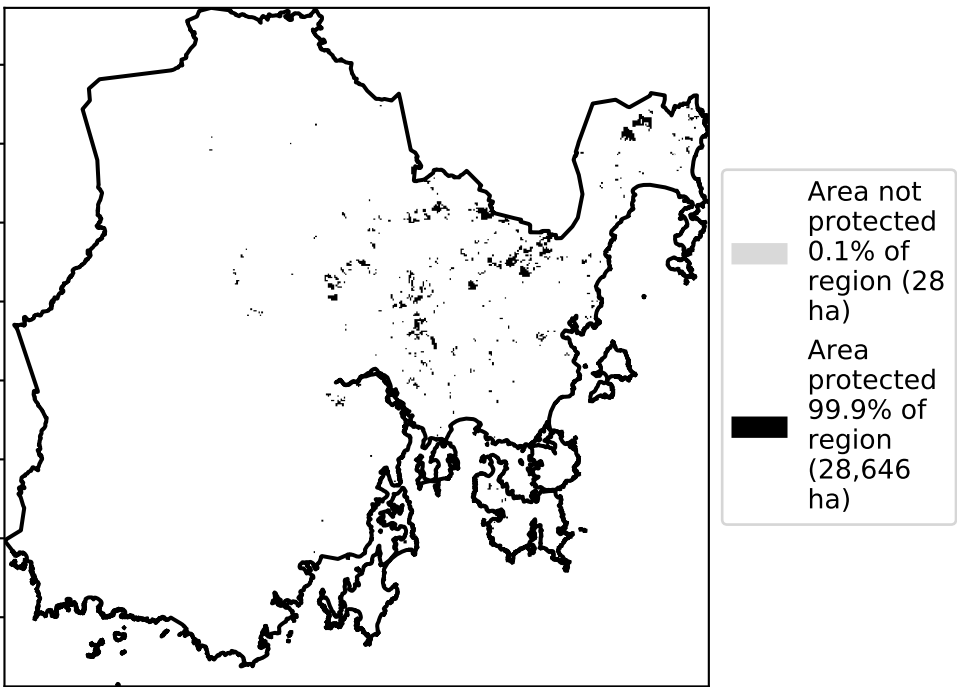 Area not
protected
0.1% of
region (28
ha)
Area
protected
99.9% of
region
(28,646
ha)